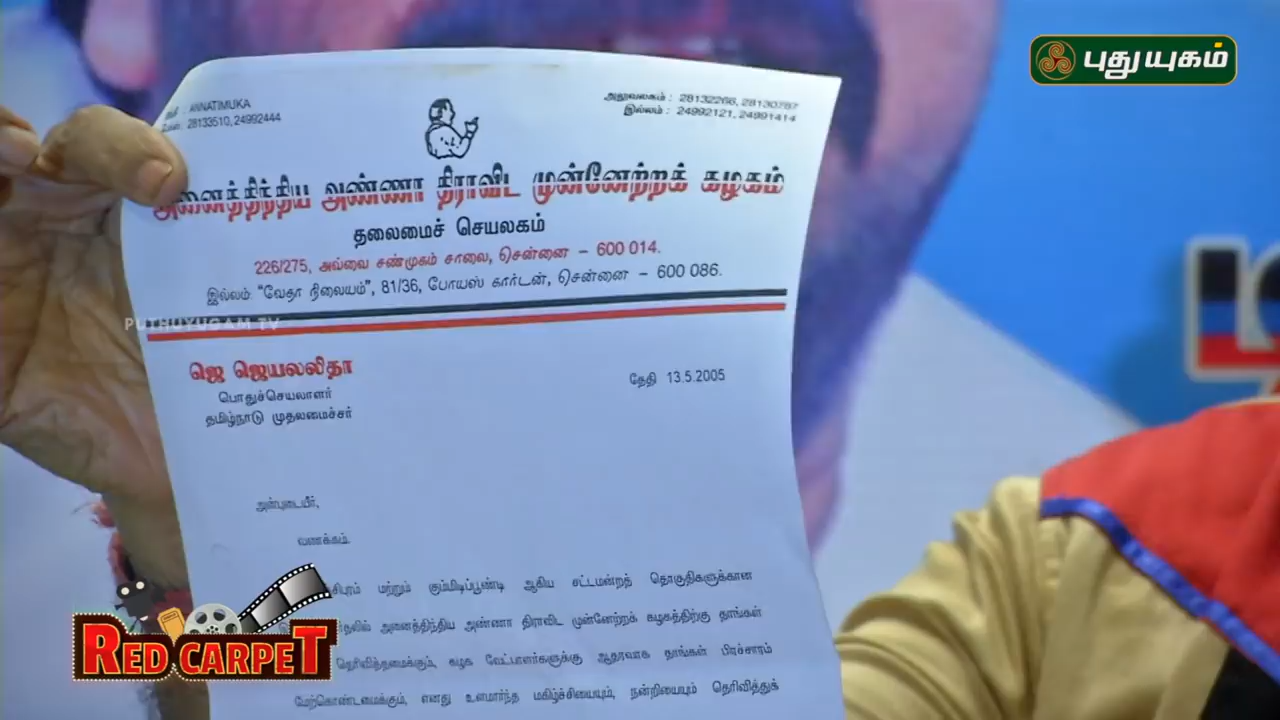 புதுயுகம்
: ANNATIMUKA
அலுவலகம் : 28132266, 28130787
28133510, 24992444
இல்லம் : 24992121, 24991414
அனைத்திந்திய அண்ணா திராவிட முன்னேற்றக் கழகம்
தலைமைச் செயலகம்
226/275, அவ்வை சண்முகம் சாலை, சென்னை – 600 014.
இல்லம்: "வேதா நிலையம்", 81/36, போயஸ் கார்டன், சென்னை – 600 086.
PUTHUYUGAM TV
ஜெ ஜெயலலிதா
தேதி 13.5.2005
பொதுச்செயலாளர்
தமிழ்நாடு முதலமைச்சர்
அன்புடையீர்,
வணக்கம்.
மற்றும் கும்மிடிப்பூண்டி ஆகிய சட்டமன்றத் தொகுதிகளுக்கான
அனைத்திந்திய அண்ணா திராவிட முன்னேற்றக் கழகத்திற்கு தாங்கள்
தெரிவித்தமைக்கும், கழக வேட்பாளர்களுக்கு ஆதரவாக தாங்கள் பிரச்சாரம்
மேற்கொண்டமைக்கும், எனது உளமார்ந்த மகிழ்ச்சியையும், நன்றியையும் தெரிவித்துக்
RED CARPET